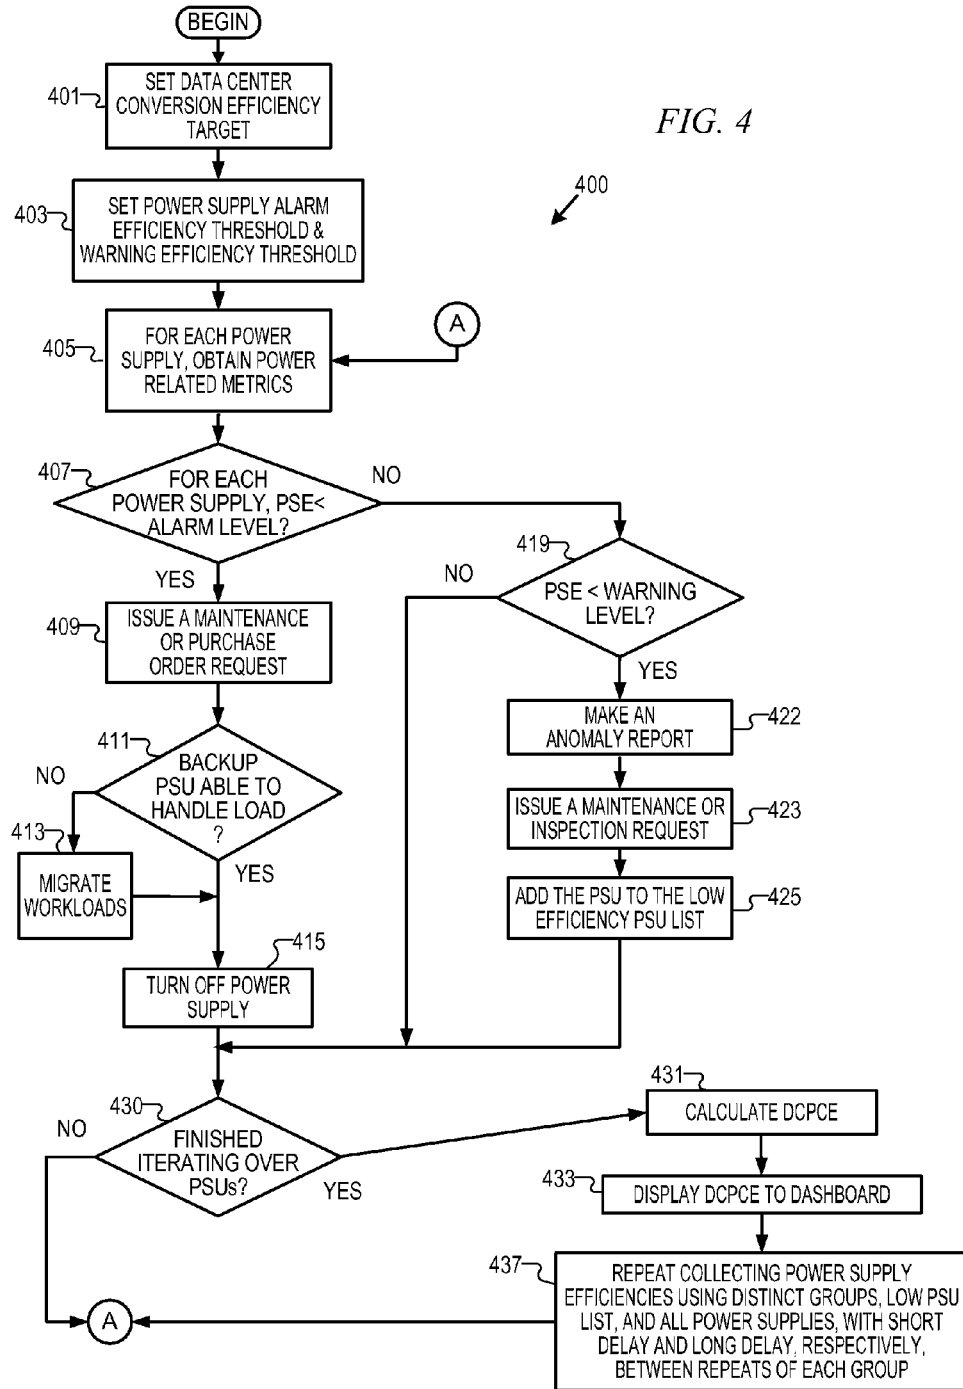 BEGIN
401
SET DATA CENTER
CONVERSION EFFICIENCY
TARGET
FIG. 4
400
403
SET POWER SUPPLY ALARM
EFFICIENCY THRESHOLD &
WARNING EFFICIENCY THRESHOLD
A
405
FOR EACH POWER
SUPPLY, OBTAIN POWER
RELATED METRICS
407
FOR EACH
POWER SUPPLY, PSE<
ALARM LEVEL?
NO
YES
419
PSE < WARNING
LEVEL?
NO
YES
409
ISSUE A MAINTENANCE
OR PURCHASE
ORDER REQUEST
422
MAKE AN
ANOMALY REPORT
411
BACKUP
PSU ABLE TO
HANDLE LOAD
?
NO
YES
423
ISSUE A MAINTENANCE OR
INSPECTION REQUEST
413
MIGRATE
WORKLOADS
425
ADD THE PSU TO THE LOW
EFFICIENCY PSU LIST
415
TURN OFF POWER
SUPPLY
430
FINISHED
ITERATING OVER
PSUs?
NO
YES
431
CALCULATE DCPCE
433
DISPLAY DCPCE TO DASHBOARD
437
REPEAT COLLECTING POWER SUPPLY
EFFICIENCIES USING DISTINCT GROUPS, LOW PSU
LIST, AND ALL POWER SUPPLIES, WITH SHORT
DELAY AND LONG DELAY, RESPECTIVELY,
BETWEEN REPEATS OF EACH GROUP
A